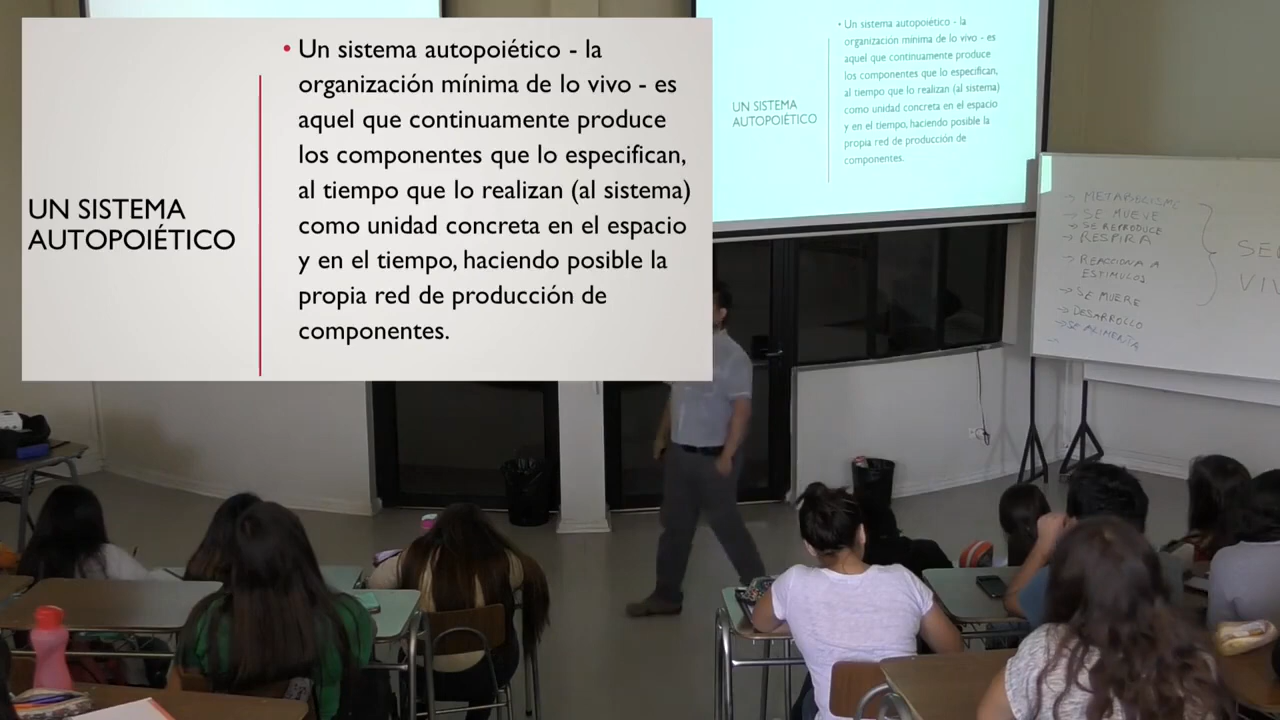 UN SISTEMA
AUTOPOIÉTICO
• Un sistema autopoiético - la
organización mínima de lo vivo - es
aquel que continuamente produce
los componentes que lo especifican,
al tiempo que lo realizan (al sistema)
como unidad concreta en el espacio
y en el tiempo, haciendo posible la
propia red de producción de
componentes.
UN SISTEMA
AUTOPOIÉTICO
• Un sistema autopoiético - la
organización mínima de lo vivo - es
aquel que continuamente produce
los componentes que lo especifican,
al tiempo que lo realizan (al sistema)
como unidad concreta en el espacio
y en el tiempo, haciendo posible la
propia red de producción de
componentes.
→ METABOLISMO
→ SE MUEVE
→ SE REPRODUCE
→ RESPIRA
→ REACCIONA A
ESTIMULOS
→ SE MUERE
→ DESARROLLO
→ SE ALIMENTA